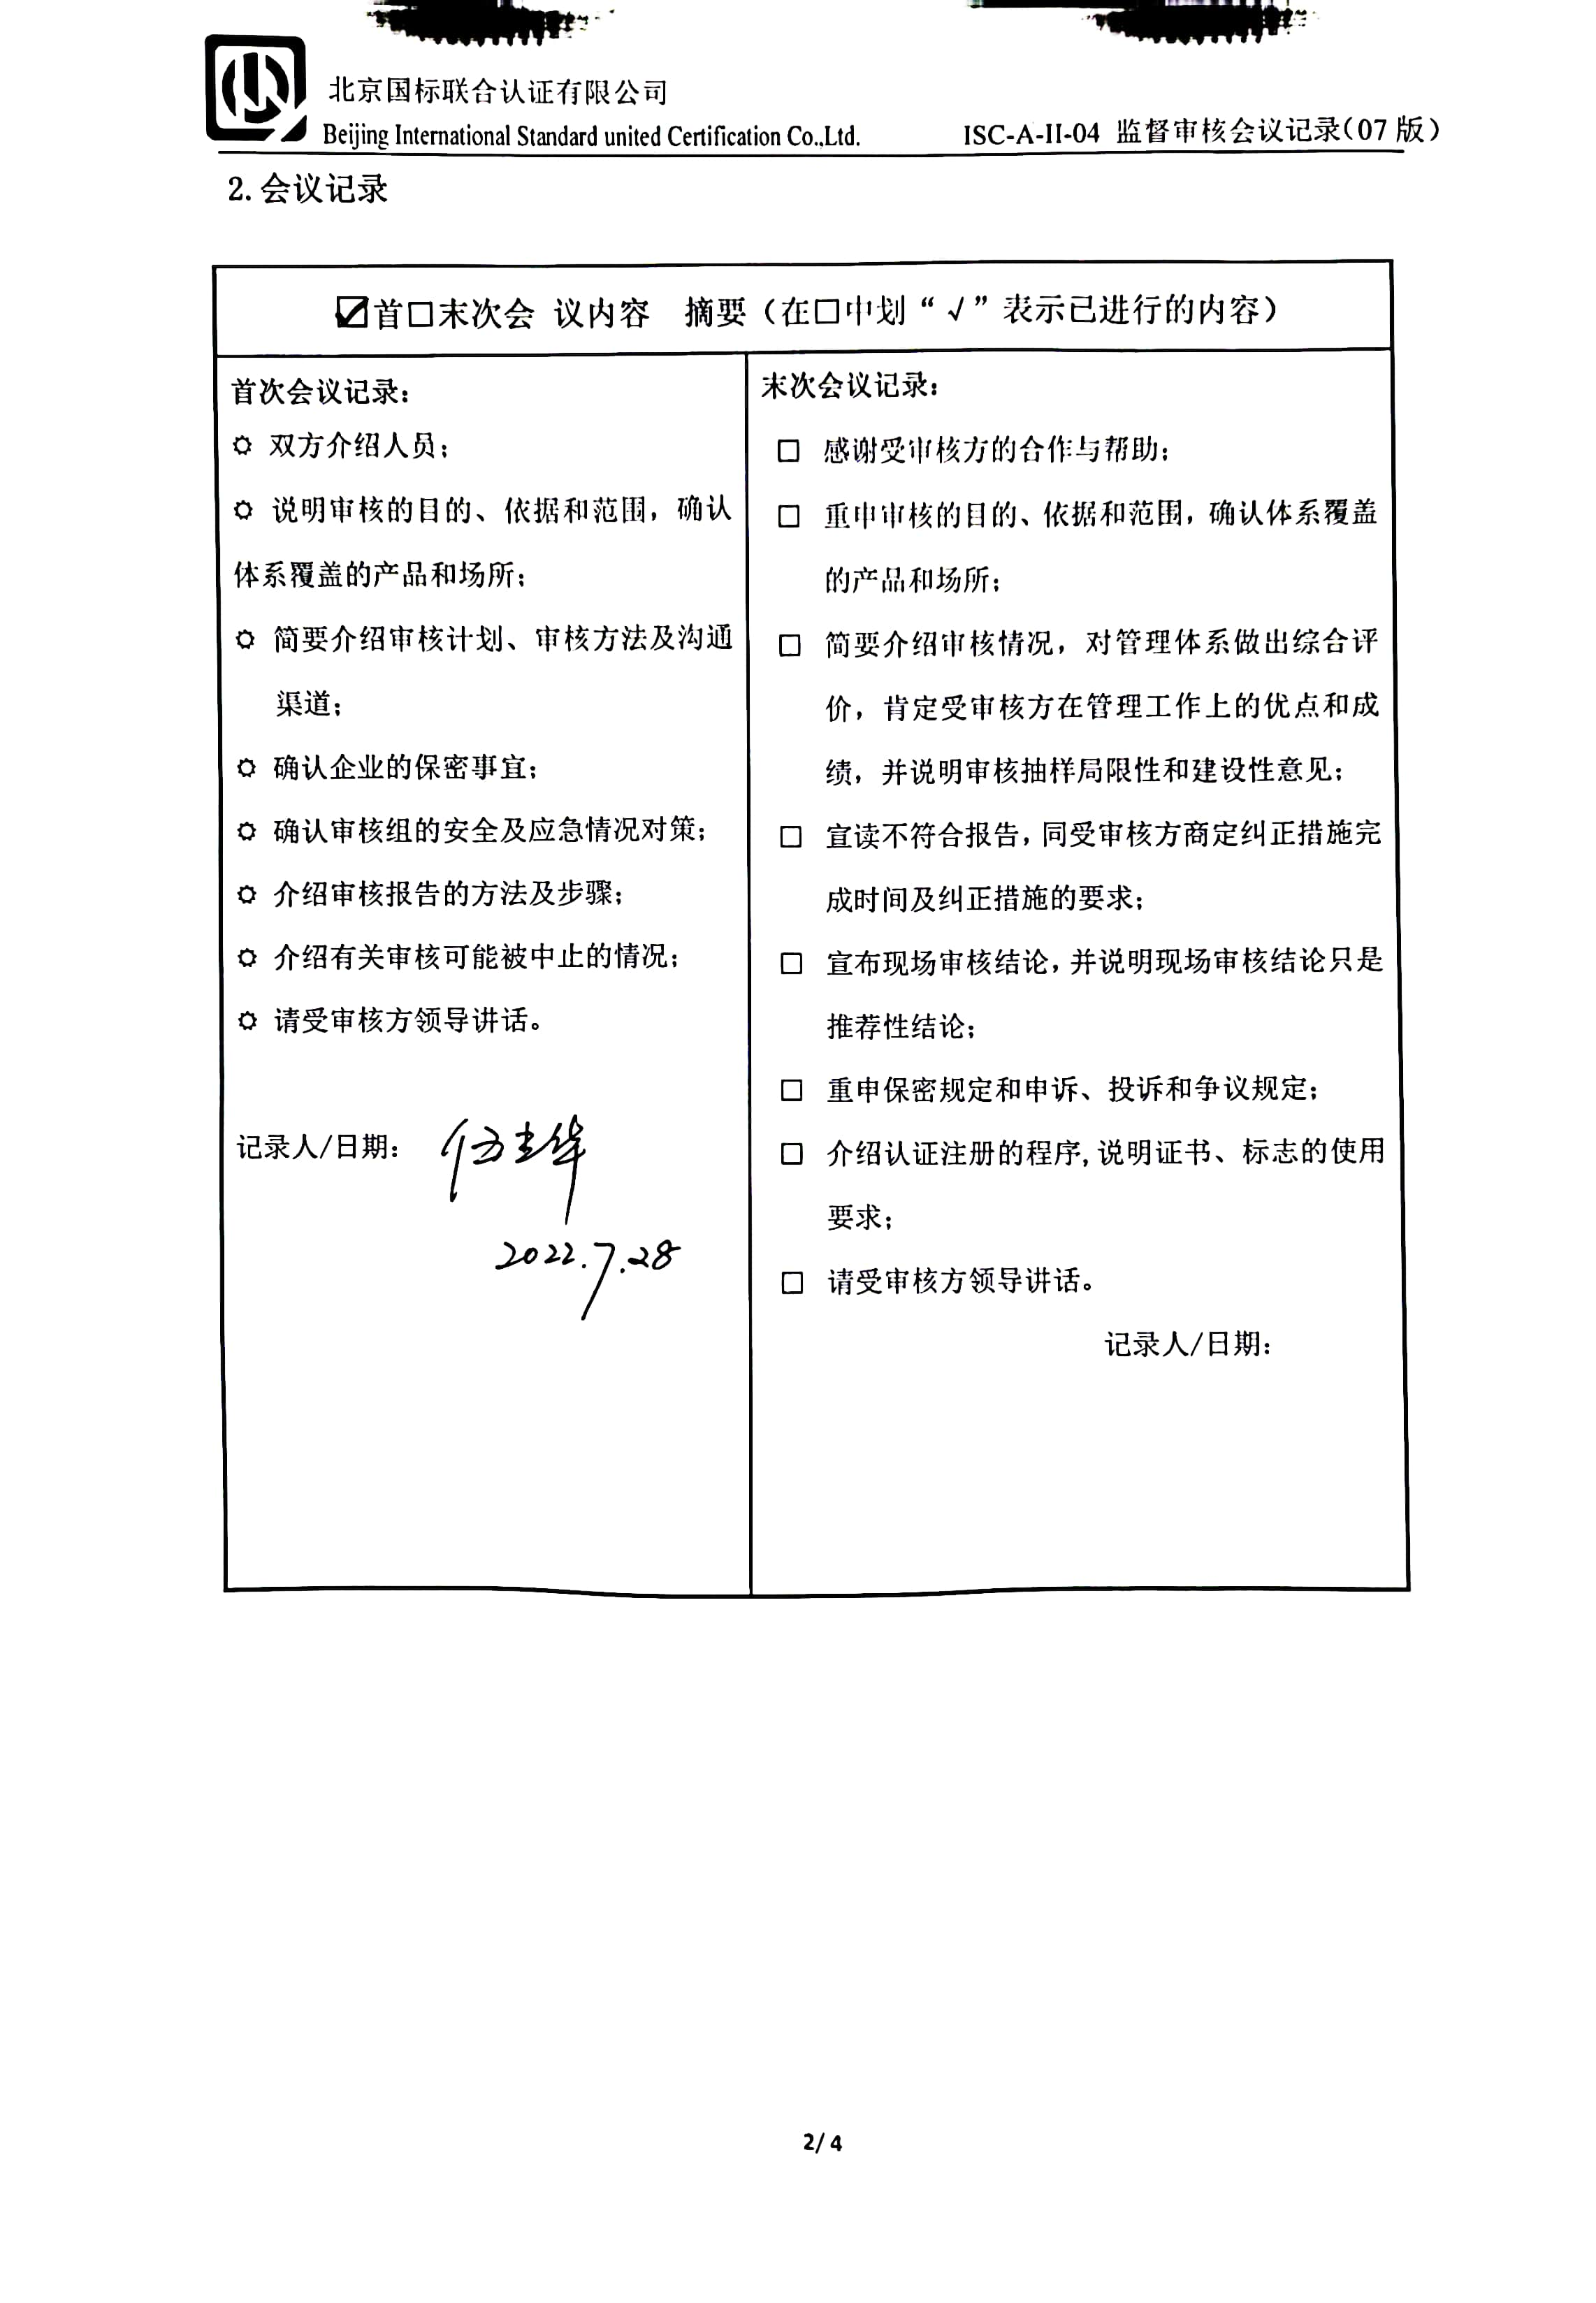 北京国标联合认证有限公司
Beijing International Standard united Certification Co.,Ltd.
ISC-A-II-04 监督审核会议记录(07 版)
2. 会议记录
☑首□末次会 议内容 摘要（在□中划“√”表示已进行的内容）
首次会议记录:
✩ 双方介绍人员;
✩ 说明审核的目的、依据和范围, 确认
体系覆盖的产品和场所;
✩ 简要介绍审核计划、审核方法及沟通
渠道;
✩ 确认企业的保密事宜;
✩ 确认审核组的安全及应急情况对策;
✩ 介绍审核报告的方法及步骤;
✩ 介绍有关审核可能被中止的情况;
✩ 请受审核方领导讲话。
记录人/日期:
2022.7.28
末次会议记录:
□ 感谢受审核方的合作与帮助;
□ 重申审核的目的、依据和范围, 确认体系覆盖
的产品和场所;
□ 简要介绍审核情况, 对管理体系做出综合评
价, 肯定受审核方在管理工作上的优点和成
绩, 并说明审核抽样局限性和建设性意见;
□ 宣读不符合报告, 同受审核方商定纠正措施完
成时间及纠正措施的要求;
□ 宣布现场审核结论, 并说明现场审核结论只是
推荐性结论;
□ 重申保密规定和申诉、投诉和争议规定;
□ 介绍认证注册的程序, 说明证书、标志的使用
要求;
□ 请受审核方领导讲话。
记录人/日期:
2/ 4